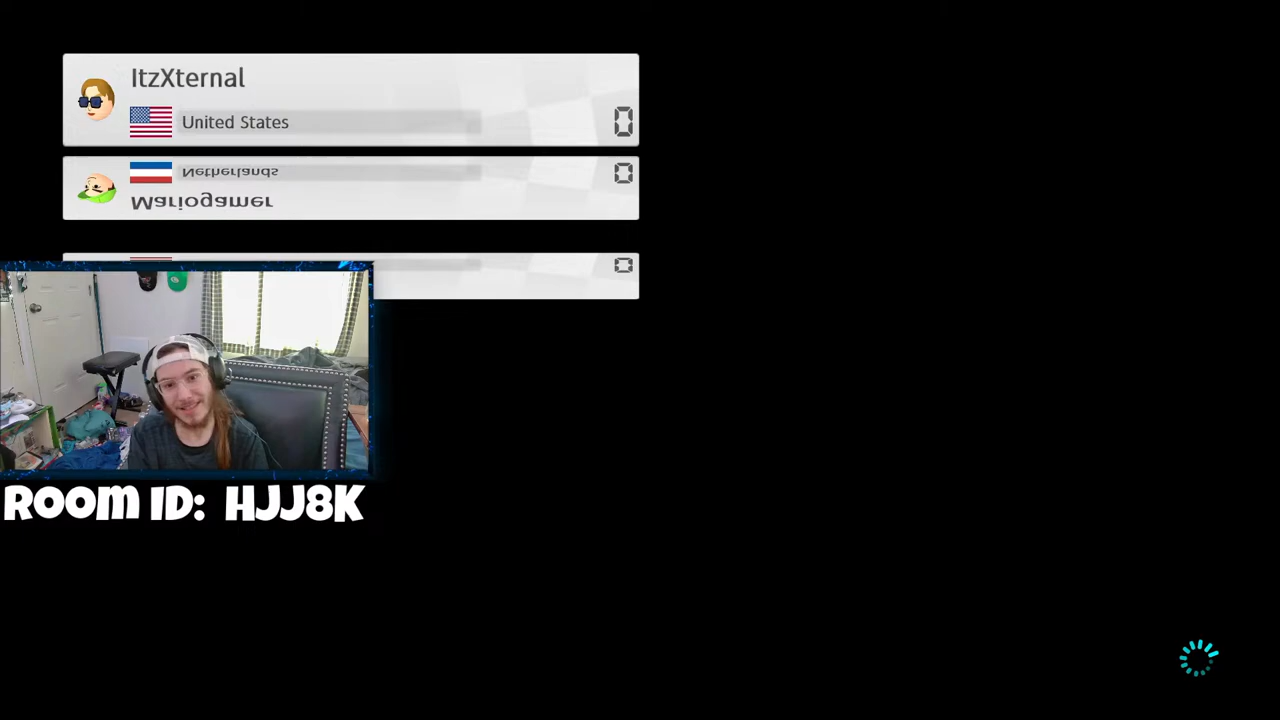 ItzXternal
United States
0
Netherlands
0
Mariogamer
0
ROOM ID: HJJ8K